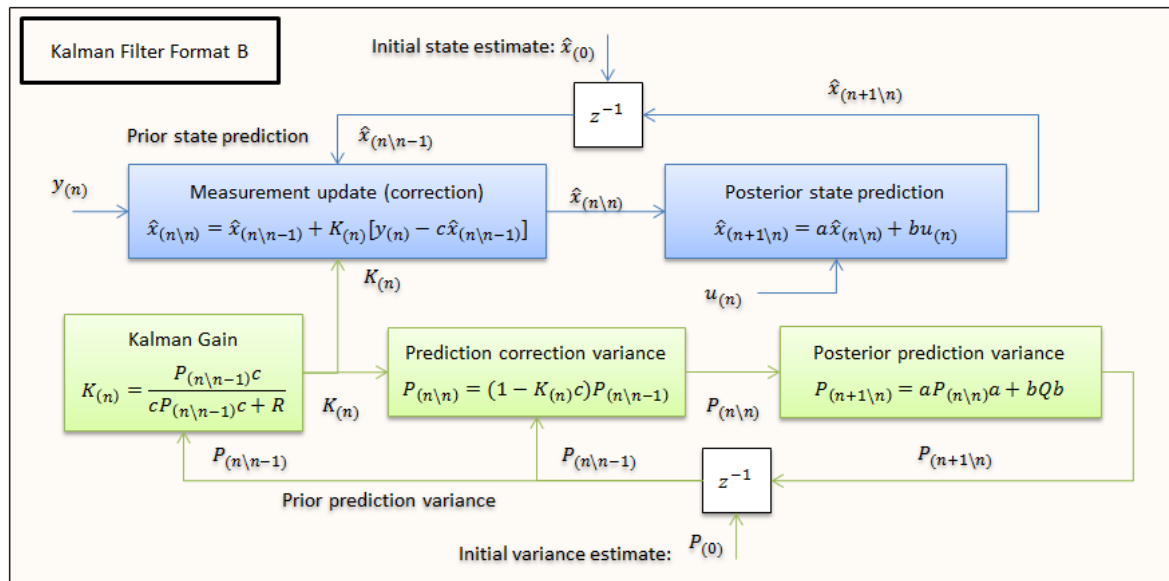 Kalman Filter Format B
Initial state estimate: x̂₍₀₎
x̂₍ₙ₊₁\ₙ₎
z⁻¹
Prior state prediction
x̂₍ₙ\ₙ₋₁₎
y₍ₙ₎
Measurement update (correction)
x̂₍ₙ\ₙ₎ = x̂₍ₙ\ₙ₋₁₎ + K₍ₙ₎[y₍ₙ₎ − cx̂₍ₙ\ₙ₋₁₎]
x̂₍ₙ\ₙ₎
Posterior state prediction
x̂₍ₙ₊₁\ₙ₎ = ax̂₍ₙ\ₙ₎ + bu₍ₙ₎
K₍ₙ₎
u₍ₙ₎
Kalman Gain
K₍ₙ₎ = P₍ₙ\ₙ₋₁₎c / cP₍ₙ\ₙ₋₁₎c + R
K₍ₙ₎
Prediction correction variance
P₍ₙ\ₙ₎ = (1 − K₍ₙ₎c)P₍ₙ\ₙ₋₁₎
P₍ₙ\ₙ₎
Posterior prediction variance
P₍ₙ₊₁\ₙ₎ = aP₍ₙ\ₙ₎a + bQb
P₍ₙ\ₙ₋₁₎
P₍ₙ\ₙ₋₁₎
z⁻¹
P₍ₙ₊₁\ₙ₎
Prior prediction variance
Initial variance estimate: P₍₀₎